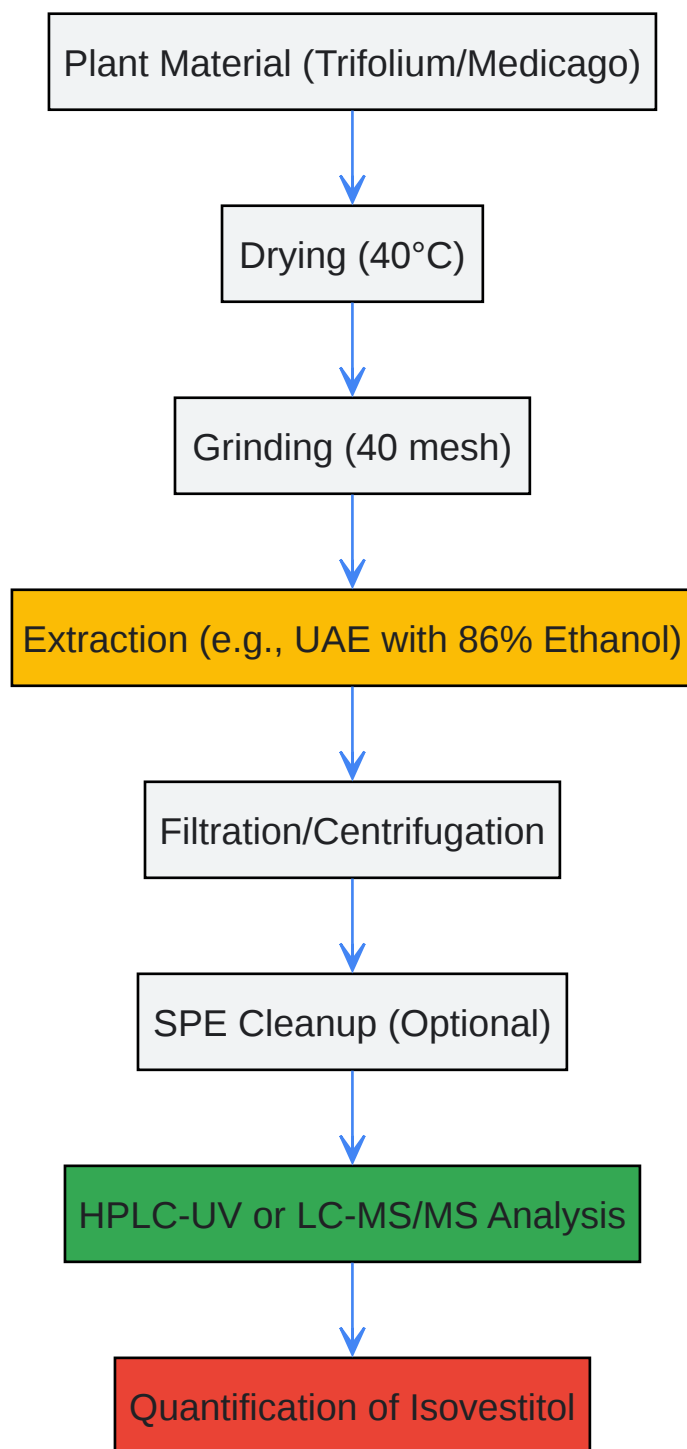 Plant Material (Trifolium/Medicago)
Drying (40°C)
Grinding (40 mesh)
Extraction (e.g., UAE with 86% Ethanol)
Filtration/Centrifugation
SPE Cleanup (Optional)
HPLC-UV or LC-MS/MS Analysis
Quantification of Isovestitol